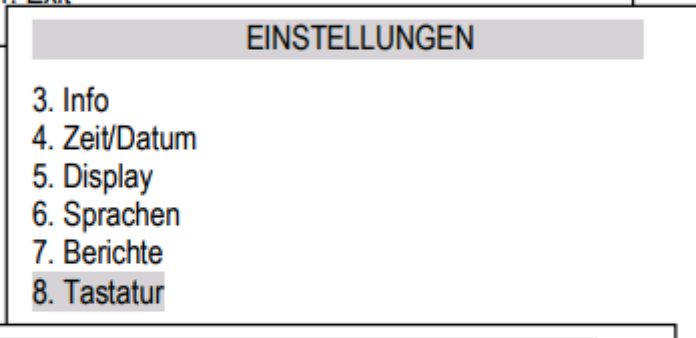 EINSTELLUNGEN
3. Info
4. Zeit/Datum
5. Display
6. Sprachen
7. Berichte
8. Tastatur